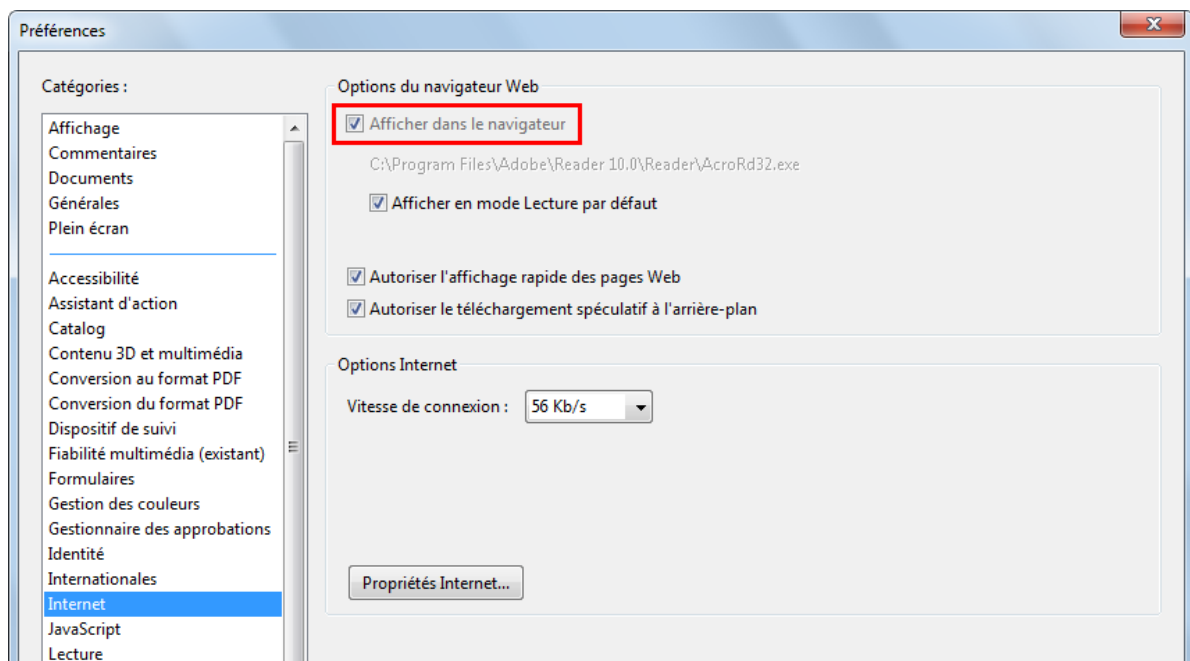 Préférences
x
Catégories :
Affichage
Commentaires
Documents
Générales
Plein écran
Accessibilité
Assistant d'action
Catalog
Contenu 3D et multimédia
Conversion au format PDF
Conversion du format PDF
Dispositif de suivi
Fiabilité multimédia (existant)
Formulaires
Gestion des couleurs
Gestionnaire des approbations
Identité
Internationales
Internet
JavaScript
Lecture
Options du navigateur Web
Afficher dans le navigateur
C:\Program Files\Adobe\Reader 10.0\Reader\AcroRd32.exe
Afficher en mode Lecture par défaut
Autoriser l'affichage rapide des pages Web
Autoriser le téléchargement spéculatif à l'arrière-plan
Options Internet
Vitesse de connexion : 56 Kb/s
Propriétés Internet...